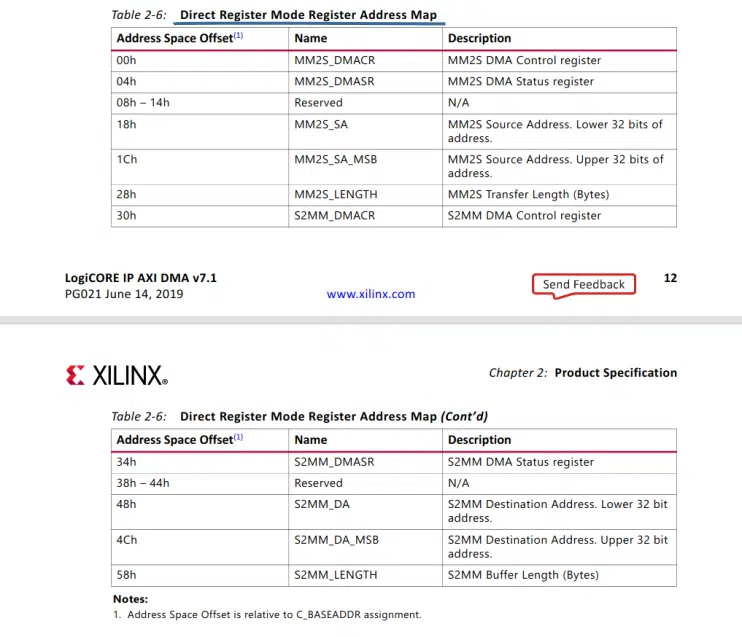 Table 2-6: Direct Register Mode Register Address Map
Address Space Offset(1) Name Description
00h MM2S_DMACR MM2S DMA Control register
04h MM2S_DMASR MM2S DMA Status register
08h – 14h Reserved N/A
18h MM2S_SA MM2S Source Address. Lower 32 bits of
address.
1Ch MM2S_SA_MSB MM2S Source Address. Upper 32 bits of
address.
28h MM2S_LENGTH MM2S Transfer Length (Bytes)
30h S2MM_DMACR S2MM DMA Control register
LogiCORE IP AXI DMA v7.1
PG021 June 14, 2019 www.xilinx.com Send Feedback 12
XILINX® Chapter 2: Product Specification
Table 2-6: Direct Register Mode Register Address Map (Cont’d)
Address Space Offset(1) Name Description
34h S2MM_DMASR S2MM DMA Status register
38h – 44h Reserved N/A
48h S2MM_DA S2MM Destination Address. Lower 32 bit
address.
4Ch S2MM_DA_MSB S2MM Destination Address. Upper 32 bit
address.
58h S2MM_LENGTH S2MM Buffer Length (Bytes)
Notes:
1. Address Space Offset is relative to C_BASEADDR assignment.